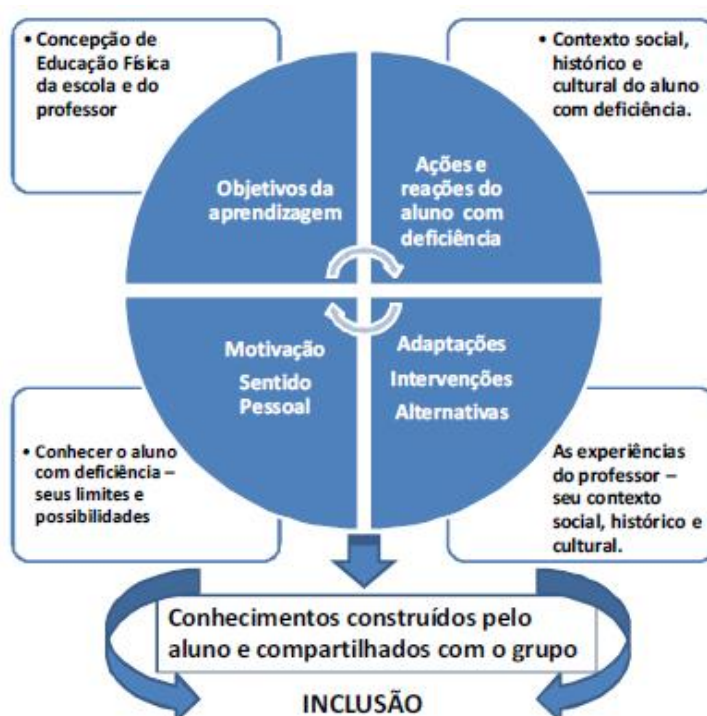 • Concepção de
Educação Física
da escola e do
professor
• Contexto social,
histórico e
cultural do aluno
com deficiência.
Objetivos da
aprendizagem
Ações e
reações do
aluno com
deficiência
Motivação
Sentido
Pessoal
Adaptações
Intervenções
Alternativas
• Conhecer o aluno
com deficiência –
seus limites e
possibilidades
As experiências
do professor –
seu contexto
social, histórico e
cultural.
Conhecimentos construídos pelo
aluno e compartilhados com o grupo
INCLUSÃO